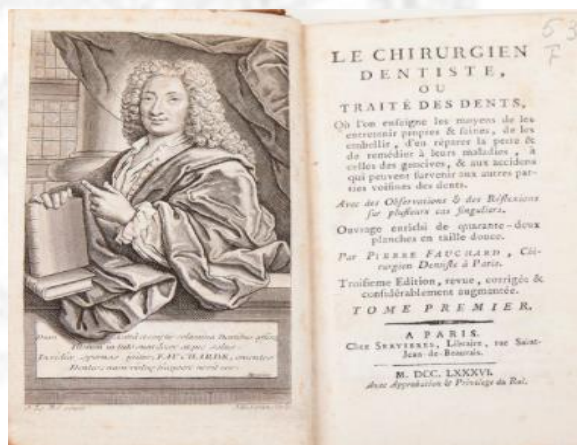 FAUCHARDE
LE CHIRURGIEN
DENTISTE,
OU
TRAITÉ DES DENTS,
Où l'on enseigne les moyens de les
entretenir propres & saines, de les
embellir, d'en réparer la perte &
de remédier à leurs maladies, à
celles des gencives, & aux accidens
qui peuvent survenir aux autres par-
ties voisines des dents.
Avec des Observations & des Réflexions
sur plusieurs cas singuliers.
Ouvrage enrichi de quarante-deux
planches en taille douce.
Par PIERRE FAUCHARD, Chi-
rurgien Dentiste à Paris.
Troisieme Edition, revue, corrigée &
considérablement augmentée.
TOME PREMIER.
A PARIS.
Chez SERVIERES, Libraire, rue Saint-
Jean-de-Beauvais.
M. DCC. LXXXVI.
Avec Approbation & Privilege du Roi.